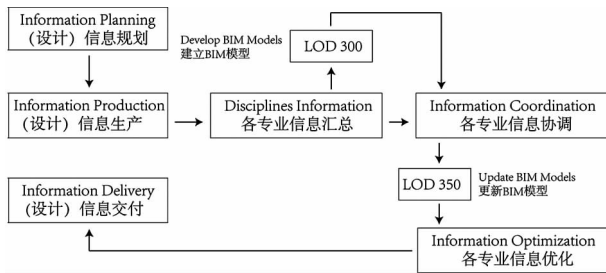 Information Planning
（设计）信息规划
Develop BIM Models
建立BIM模型
LOD 300
Information Production
（设计）信息生产
Disciplines Information
各专业信息汇总
Information Coordination
各专业信息协调
LOD 350
Update BIM Models
更新BIM模型
Information Delivery
（设计）信息交付
Information Optimization
各专业信息优化